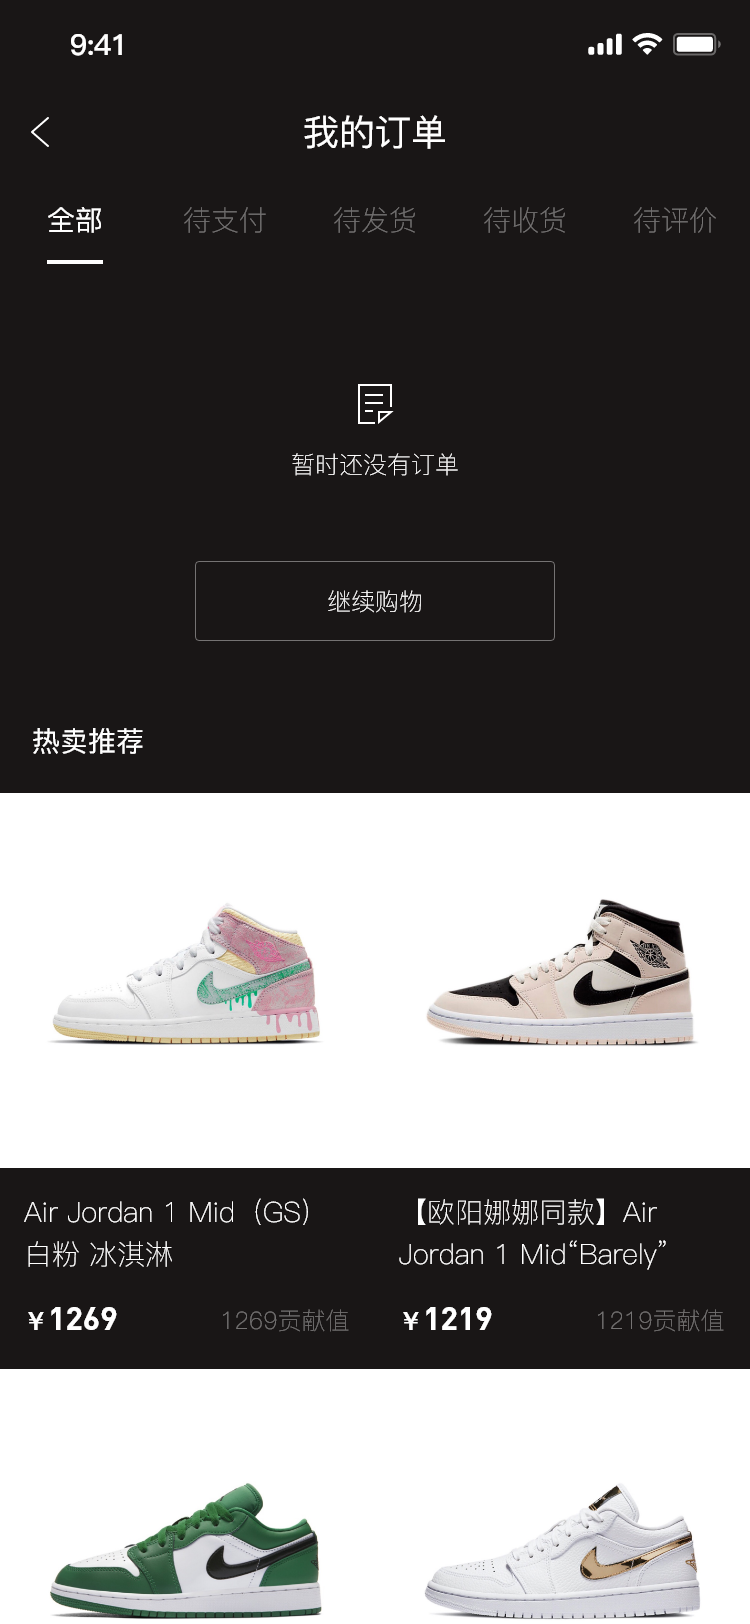 9:41
我的订单
全部 待支付 待发货 待收货 待评价
暂时还没有订单
继续购物
热卖推荐
Air Jordan 1 Mid（GS）
白粉 冰淇淋
¥1269 1269贡献值
【欧阳娜娜同款】Air
Jordan 1 Mid“Barely”
¥1219 1219贡献值